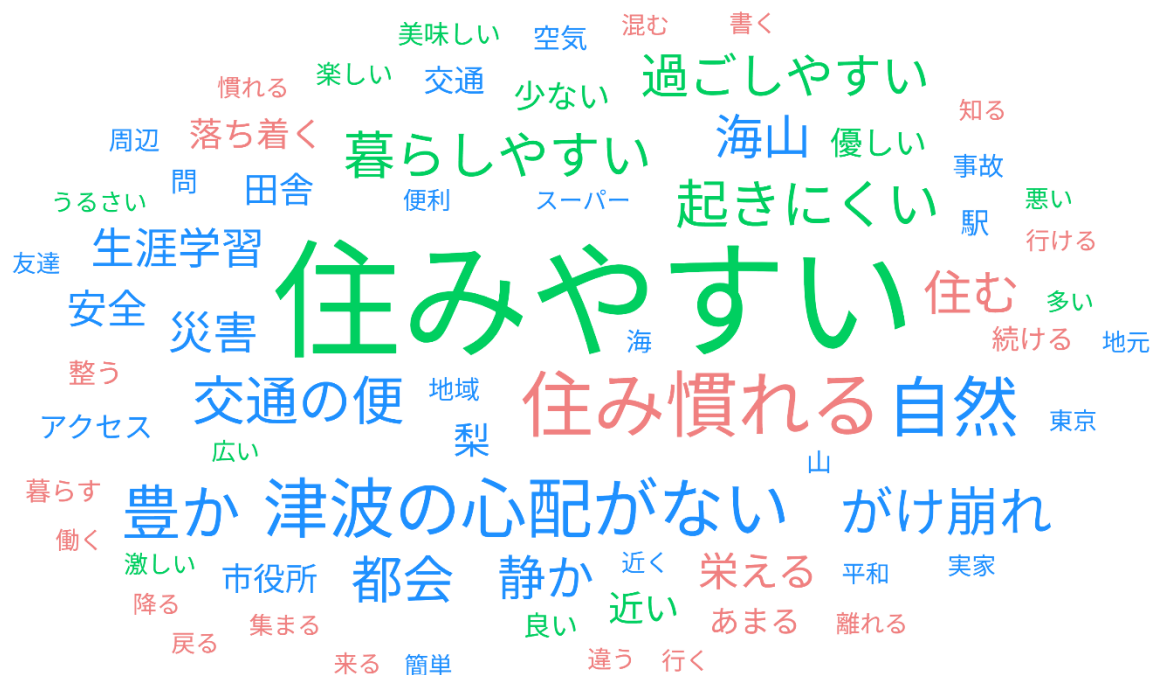 美味しい 空気 混む 書く
慣れる 楽しい 交通 少ない 過ごしやすい
知る
周辺 落ち着く 暮らしやすい 海山 優しい
問 田舎 便利 スーパー 起きにくい 事故
うるさい 悪い
友達 生涯学習 駅 行ける
安全 災害 住みやすい 住む 多い
海 続ける 地元
整う 交通の便 地域 住み慣れる 自然
アクセス 梨 東京
広い 山
暮らす 豊か 津波の心配がない がけ崩れ
働く
激しい 市役所 都会 静か 近く 栄える 平和 実家
降る 集まる 良い 近い あまる 離れる
戻る 来る 簡単 違う 行く